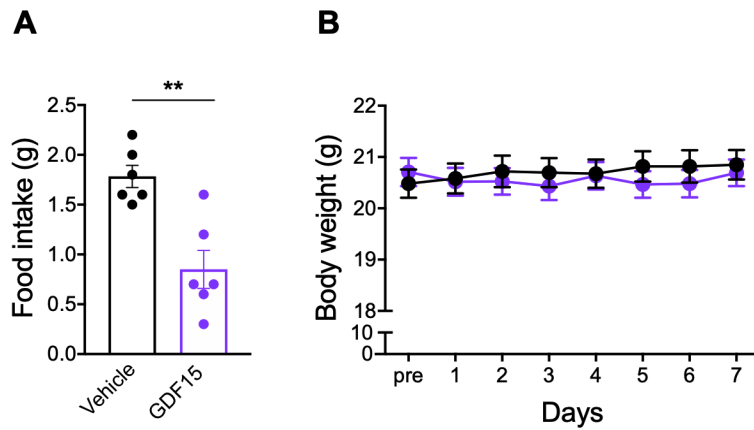 A
**
Food intake (g)
2.5
2.0
1.5
1.0
0.5
0.0
Vehicle
GDF15
B
Body weight (g)
22
21
20
19
18
10
0
pre 1 2 3 4 5 6 7
Days